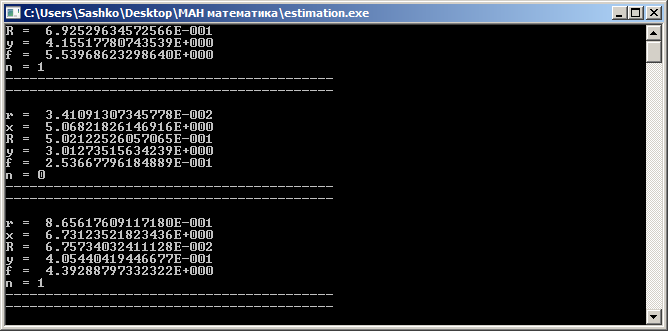 C:\Users\Sashko\Desktop\МАН математика\estimation.exe
R =  6.92529634572566E-001
y =  4.15517780743539E+000
f =  5.53968623298640E+000
n = 1
-----------------------------------------
-----------------------------------------
r =  3.41091307345778E-002
x =  5.06821826146916E+000
R =  5.02122526057065E-001
y =  3.01273515634239E+000
f =  2.53667796184889E-001
n = 0
-----------------------------------------
-----------------------------------------
r =  8.65617609117180E-001
x =  6.73123521823436E+000
R =  6.75734032411128E-002
y =  4.05440419446677E-001
f =  4.39288797332322E+000
n = 1
-----------------------------------------
-----------------------------------------